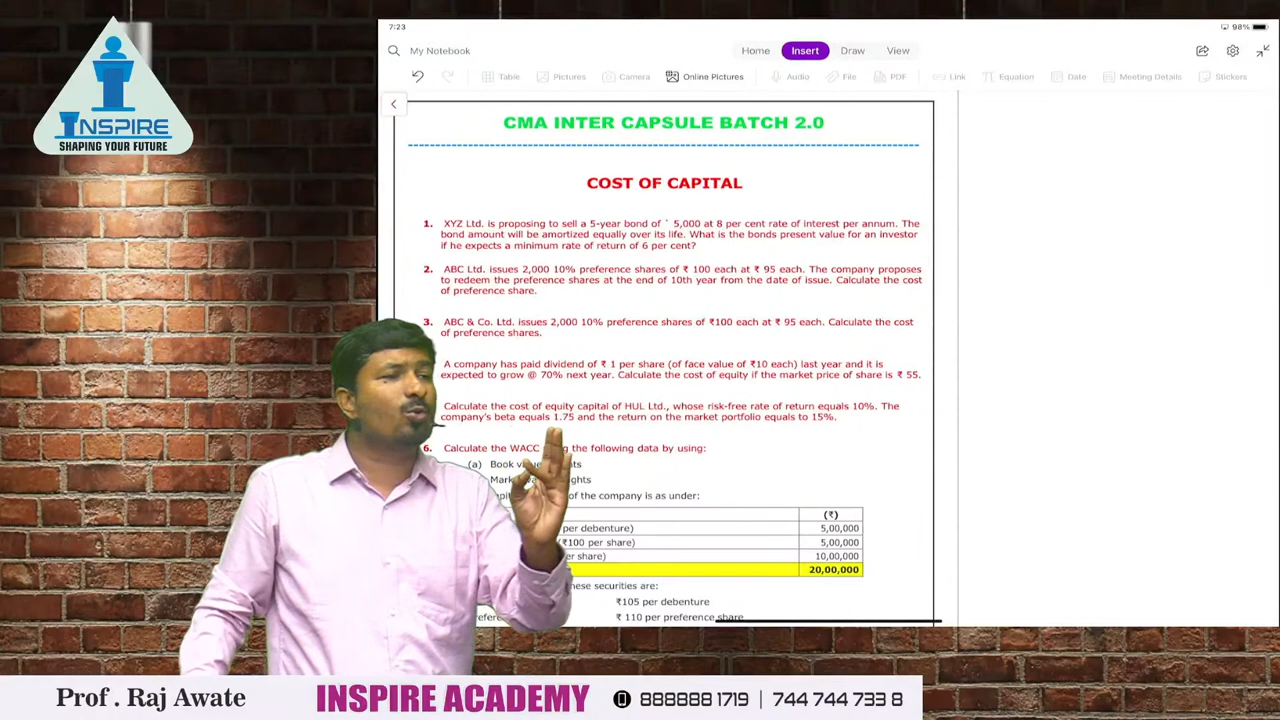 7:23
98%
My Notebook
Home
Insert
Draw
View
Table
Pictures
Camera
Online Pictures
Audio
File
PDF
Link
Equation
Date
Meeting Details
Stickers
INSPIRE
SHAPING YOUR FUTURE
CMA INTER CAPSULE BATCH 2.0
COST OF CAPITAL
1. XYZ Ltd. is proposing to sell a 5-year bond of ` 5,000 at 8 per cent rate of interest per annum. The
bond amount will be amortized equally over its life. What is the bonds present value for an investor
if he expects a minimum rate of return of 6 per cent?
2. ABC Ltd. issues 2,000 10% preference shares of ₹ 100 each at ₹ 95 each. The company proposes
to redeem the preference shares at the end of 10th year from the date of issue. Calculate the cost
of preference share.
3. ABC & Co. Ltd. issues 2,000 10% preference shares of ₹100 each at ₹ 95 each. Calculate the cost
of preference shares.
A company has paid dividend of ₹ 1 per share (of face value of ₹10 each) last year and it is
expected to grow @ 70% next year. Calculate the cost of equity if the market price of share is ₹ 55.
Calculate the cost of equity capital of HUL Ltd., whose risk-free rate of return equals 10%. The
company's beta equals 1.75 and the return on the market portfolio equals to 15%.
6. Calculate the WACC the following data by using:
(a) Book
of the company is as under:
(₹)
per debenture) 5,00,000
(₹100 per share) 5,00,000
per share) 10,00,000
20,00,000
these securities are:
₹105 per debenture
₹ 110 per preference share
Prof . Raj Awate
INSPIRE ACADEMY
888888 1719 | 744 744 733 8